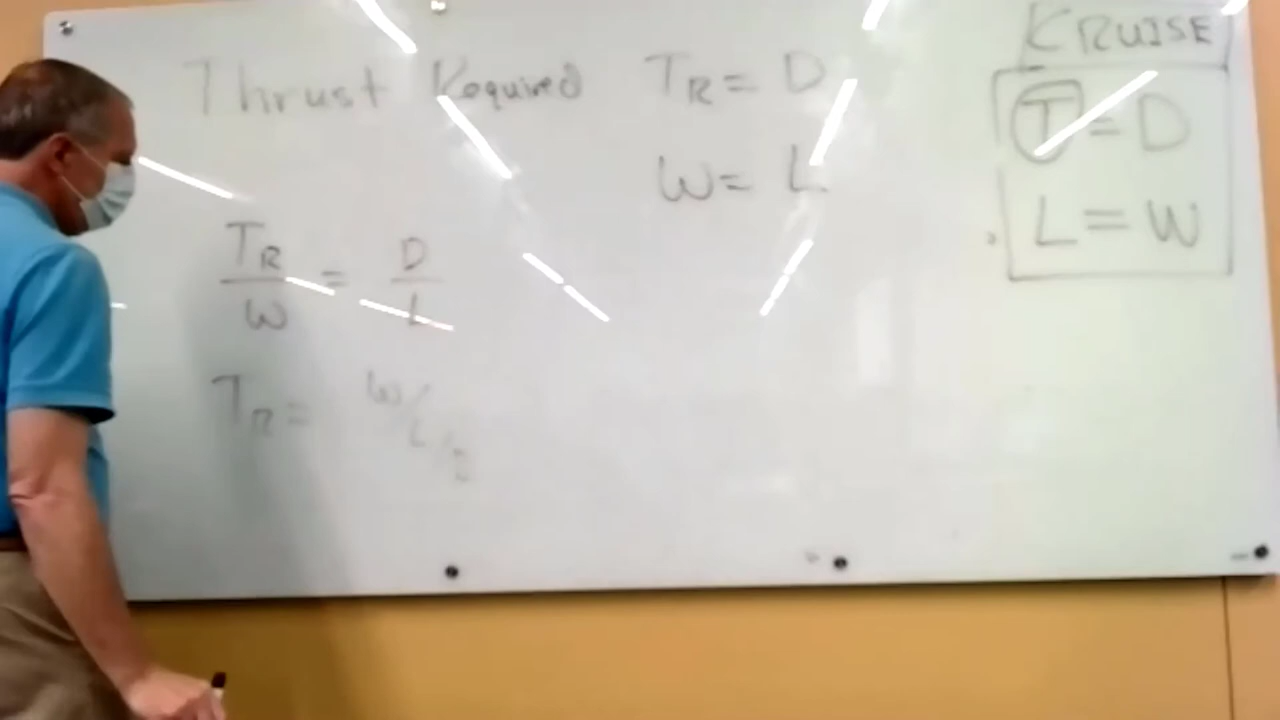 KRUISE
Thrust Required TR = D
T = D
W = L
L = W
TR/W = D/L
TR = W/L/D